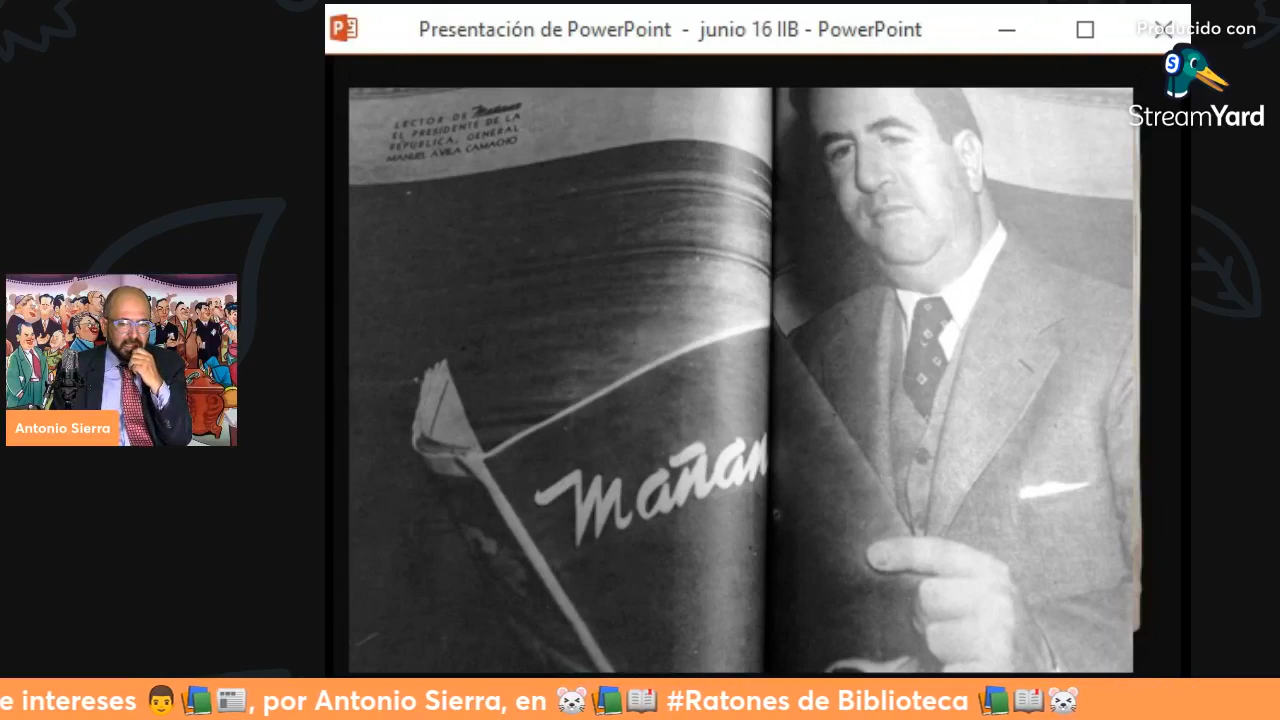 Presentación de PowerPoint - junio 16 IIB - PowerPoint
Producido con
StreamYard
LECTOR DE Mañana
EL PRESIDENTE DE LA
REPUBLICA, GENERAL
MANUEL AVILA CAMACHO
Mañan
Antonio Sierra
e intereses 👨📚📰, por Antonio Sierra, en 🐭📚📖 #Ratones de Biblioteca 📚📖🐭